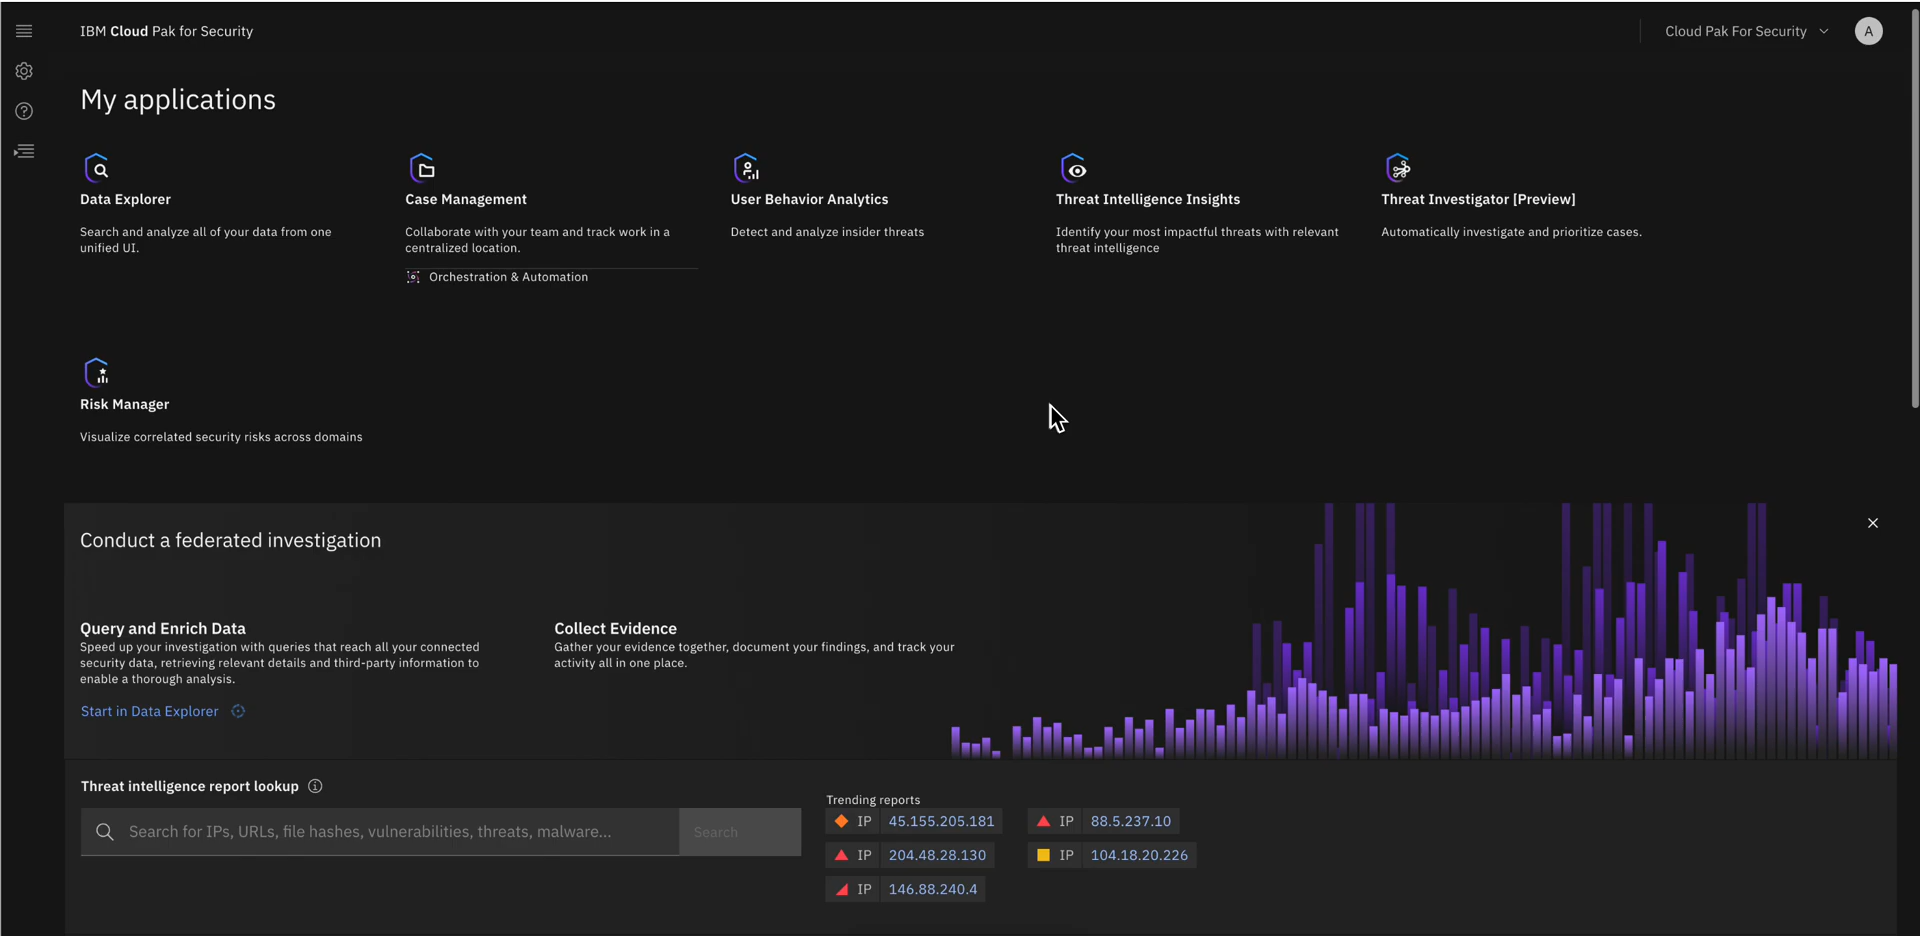 IBM Cloud Pak for Security
Cloud Pak For Security
A
My applications
Data Explorer
Search and analyze all of your data from one
unified UI.
Case Management
Collaborate with your team and track work in a
centralized location.
Orchestration & Automation
User Behavior Analytics
Detect and analyze insider threats
Threat Intelligence Insights
Identify your most impactful threats with relevant
threat intelligence
Threat Investigator [Preview]
Automatically investigate and prioritize cases.
Risk Manager
Visualize correlated security risks across domains
Conduct a federated investigation
Query and Enrich Data
Speed up your investigation with queries that reach all your connected
security data, retrieving relevant details and third-party information to
enable a thorough analysis.
Start in Data Explorer
Collect Evidence
Gather your evidence together, document your findings, and track your
activity all in one place.
Threat intelligence report lookup
Search for IPs, URLs, file hashes, vulnerabilities, threats, malware...
Search
Trending reports
IP 45.155.205.181
IP 88.5.237.10
IP 204.48.28.130
IP 104.18.20.226
IP 146.88.240.4